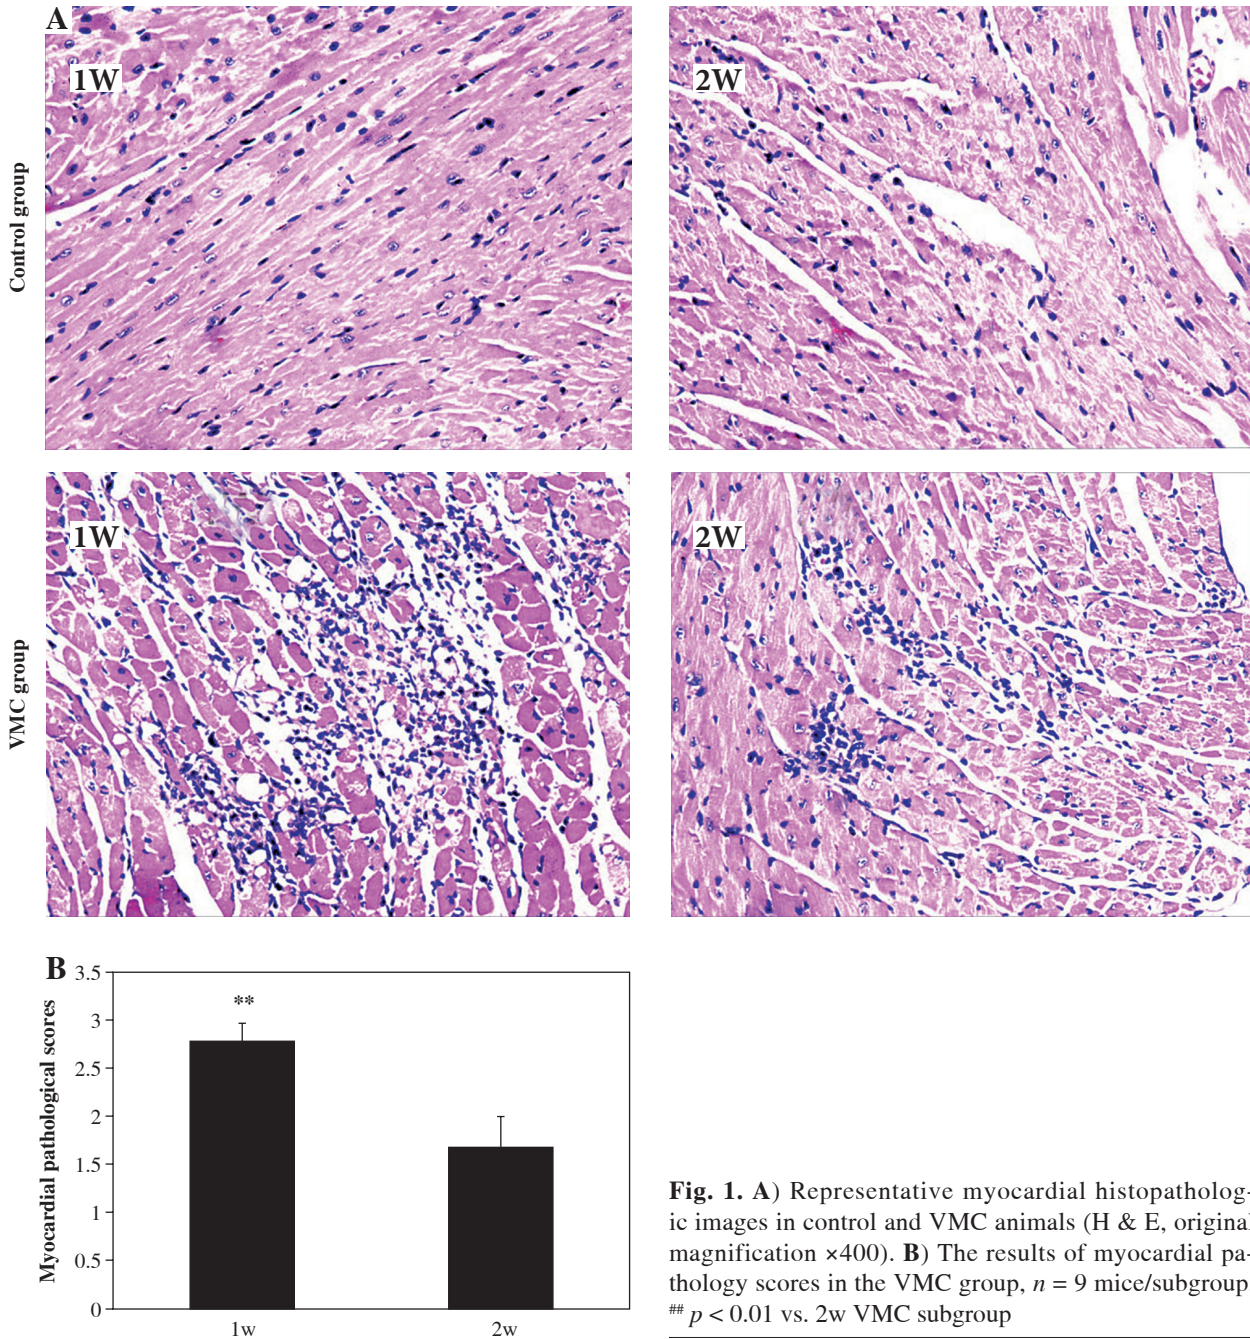 A
1W
2W
Control group
1W
2W
VMC group
B
Myocardial pathological scores
3.5
3
2.5
2
1.5
1
0.5
0
**
1w
2w
Fig. 1. A) Representative myocardial histopatholog-
ic images in control and VMC animals (H & E, original
magnification ×400). B) The results of myocardial pa-
thology scores in the VMC group, n = 9 mice/subgroup
## p < 0.01 vs. 2w VMC subgroup